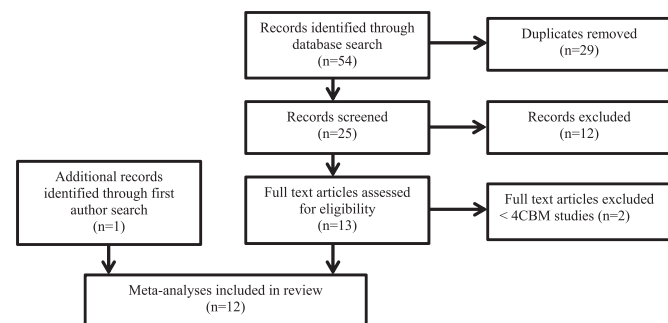 Records identified through
database search
(n=54)
Duplicates removed
(n=29)
Records screened
(n=25)
Records excluded
(n=12)
Additional records
identified through first
author search
(n=1)
Full text articles assessed
for eligibility
(n=13)
Full text articles excluded
< 4CBM studies (n=2)
Meta-analyses included in review
(n=12)